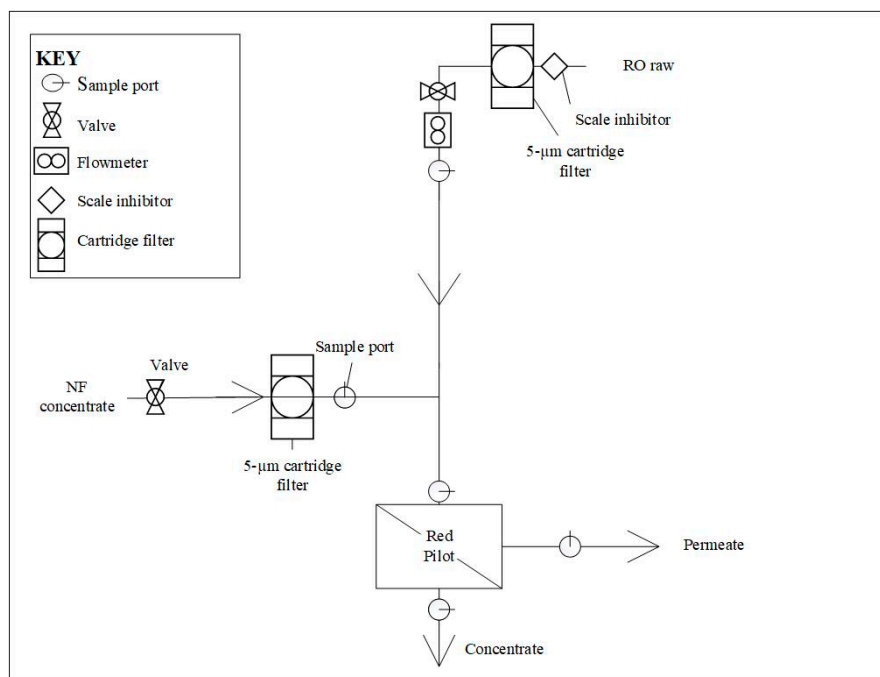 KEY
Sample port
Valve
Flowmeter
Scale inhibitor
Cartridge filter
RO raw
Scale inhibitor
5-µm cartridge
filter
Sample port
Valve
NF
concentrate
5-µm cartridge
filter
Red
Pilot
Permeate
Concentrate